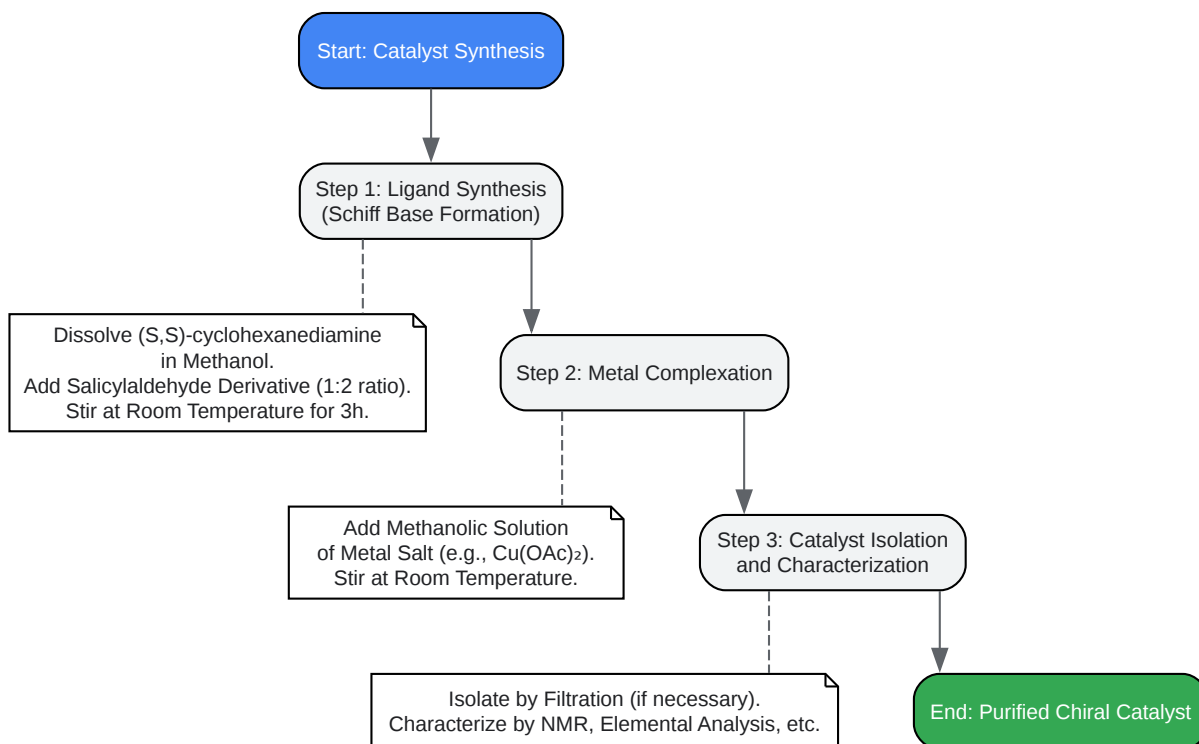 Start: Catalyst Synthesis
Step 1: Ligand Synthesis
(Schiff Base Formation)
Dissolve (S,S)-cyclohexanediamine
in Methanol.
Add Salicylaldehyde Derivative (1:2 ratio).
Stir at Room Temperature for 3h.
Step 2: Metal Complexation
Add Methanolic Solution
of Metal Salt (e.g., Cu(OAc)₂).
Stir at Room Temperature.
Step 3: Catalyst Isolation
and Characterization
Isolate by Filtration (if necessary).
Characterize by NMR, Elemental Analysis, etc.
End: Purified Chiral Catalyst